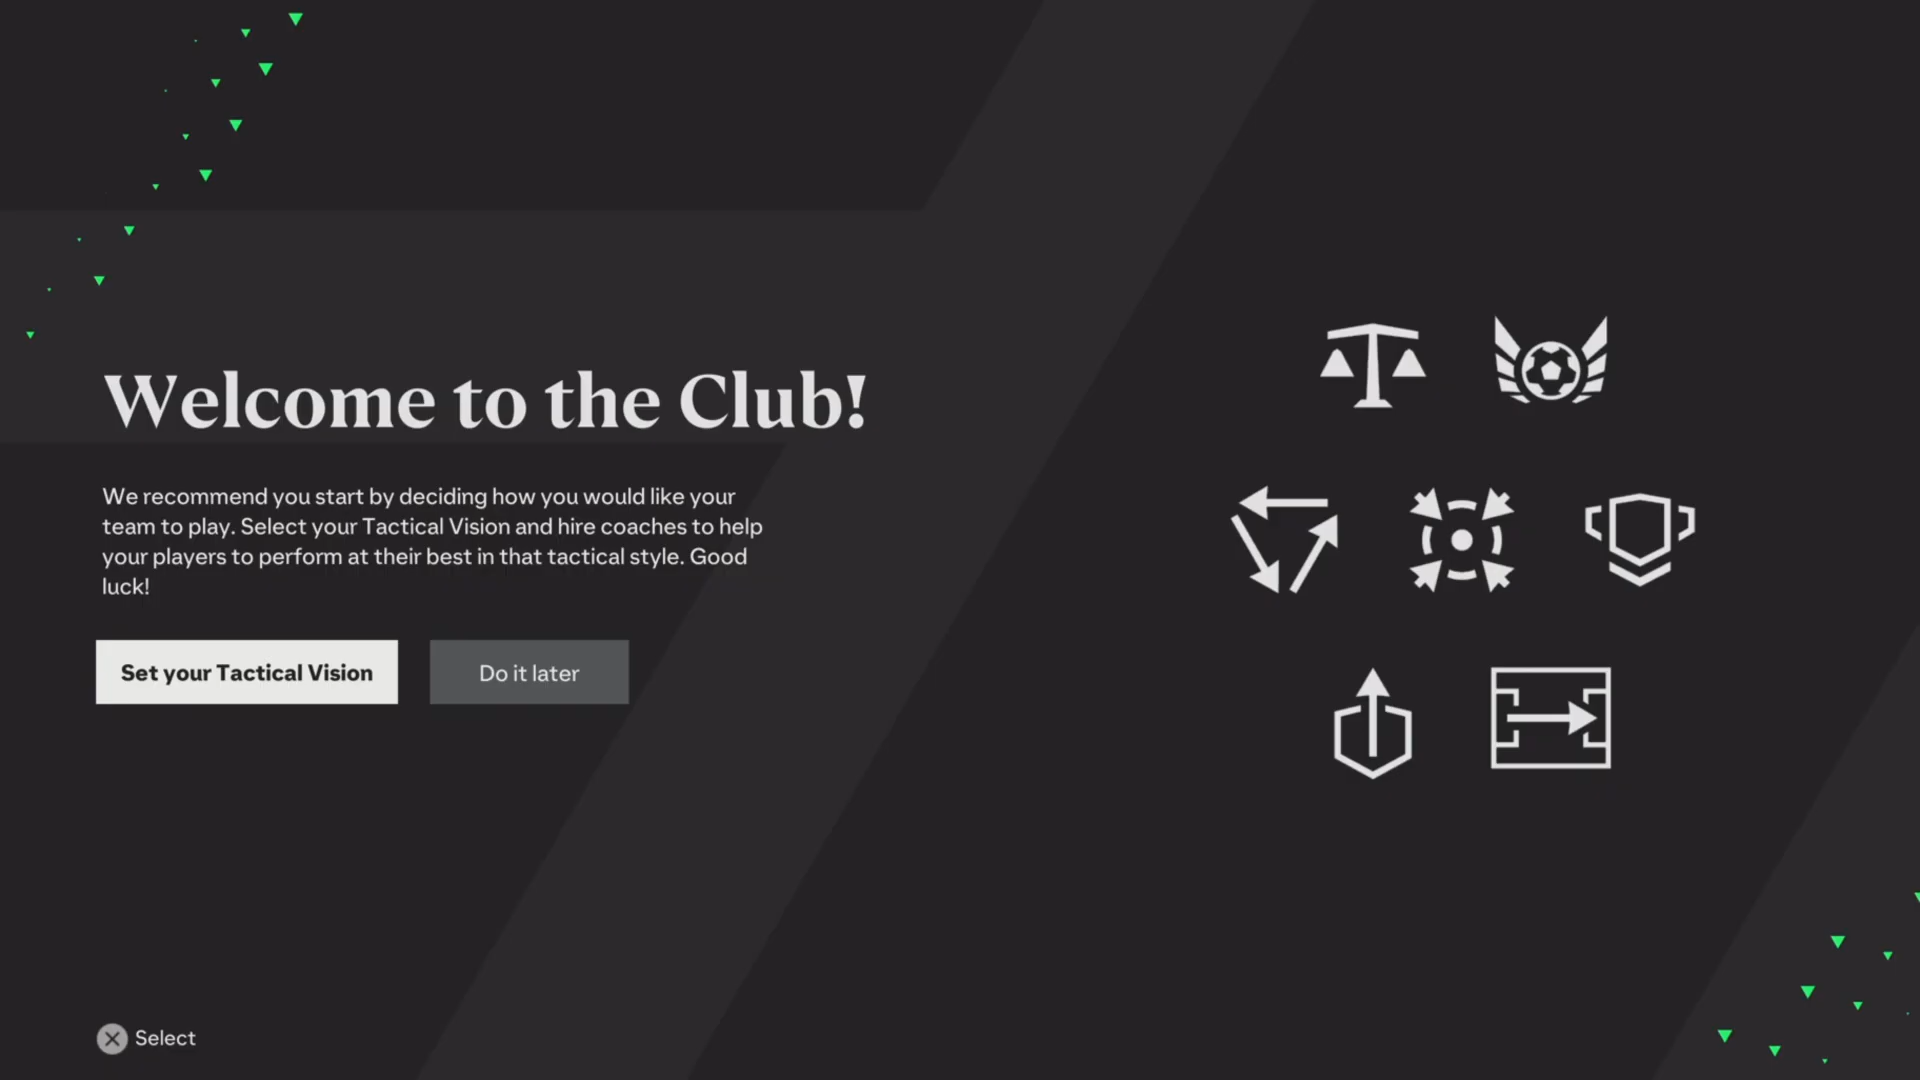 Welcome to the Club!
We recommend you start by deciding how you would like your
team to play. Select your Tactical Vision and hire coaches to help
your players to perform at their best in that tactical style. Good
luck!
Set your Tactical Vision
Do it later
Select